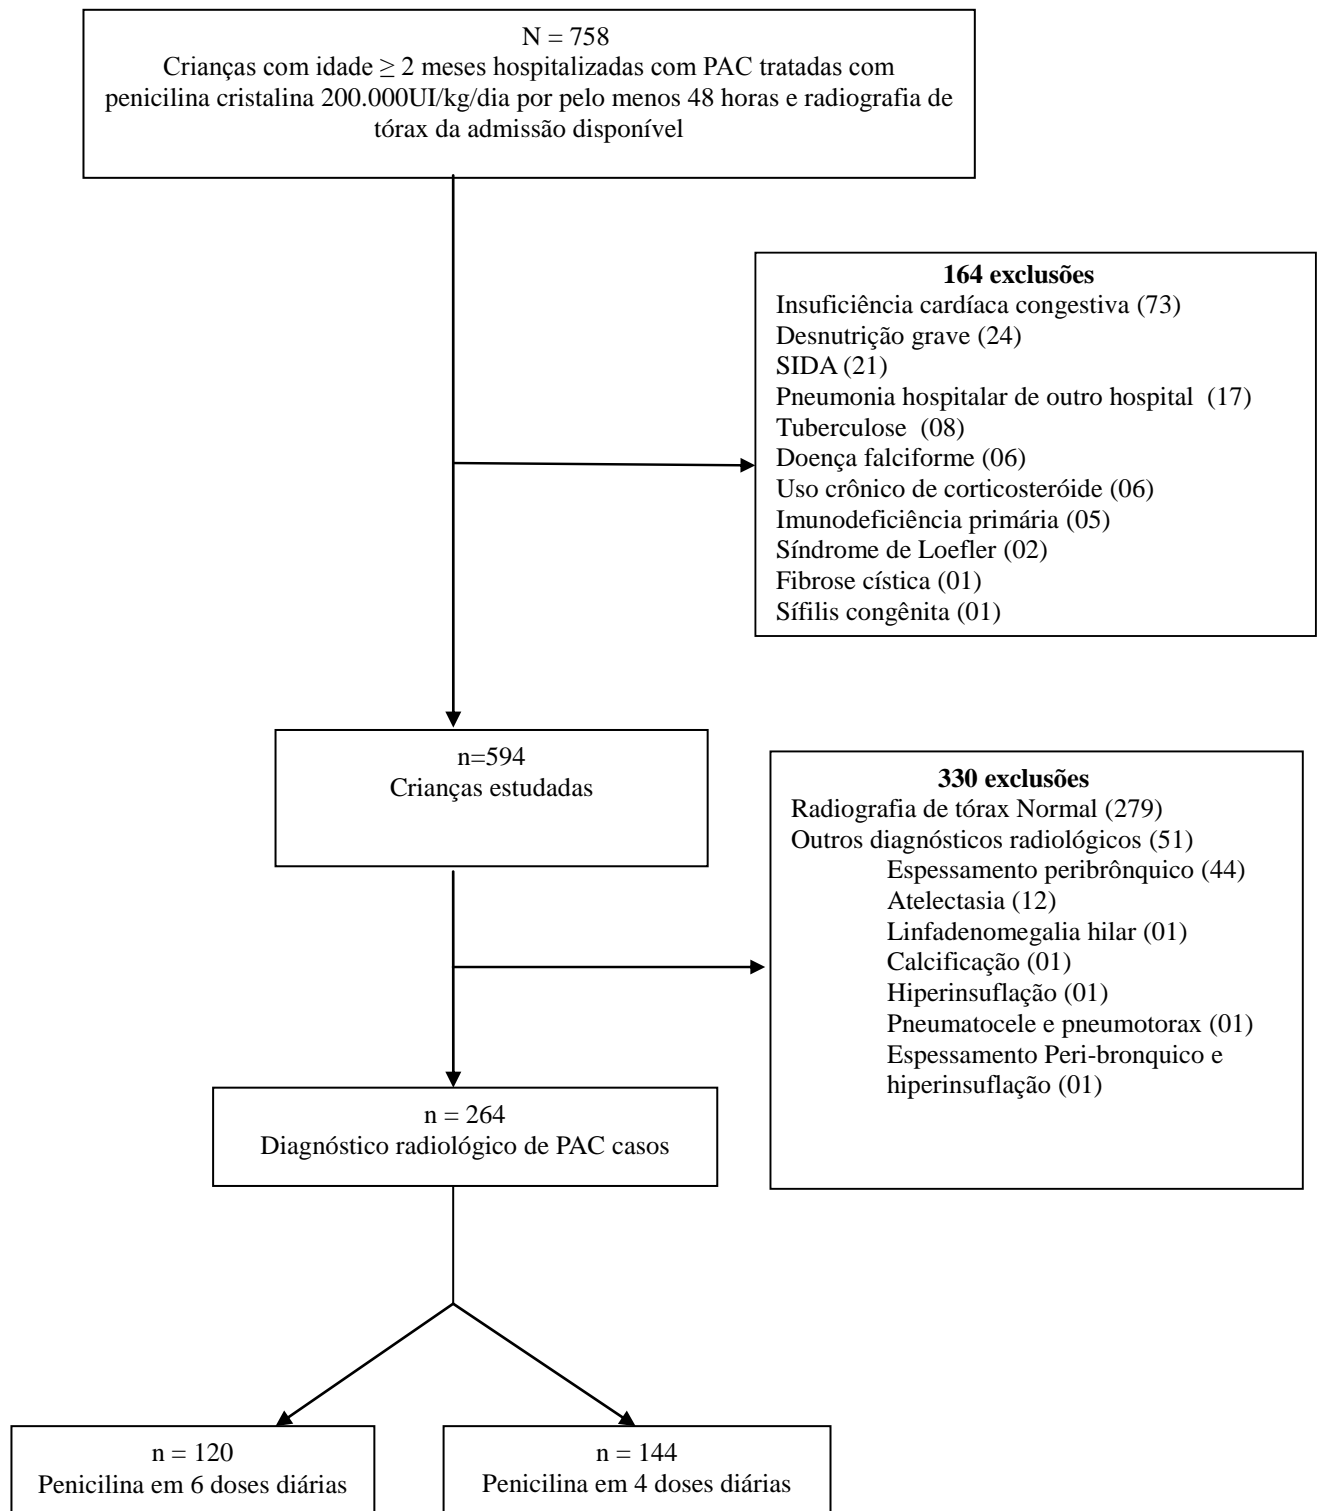 N = 758
Crianças com idade ≥ 2 meses hospitalizadas com PAC tratadas com
penicilina cristalina 200.000UI/kg/dia por pelo menos 48 horas e radiografia de
tórax da admissão disponível
164 exclusões
Insuficiência cardíaca congestiva (73)
Desnutrição grave (24)
SIDA (21)
Pneumonia hospitalar de outro hospital (17)
Tuberculose (08)
Doença falciforme (06)
Uso crônico de corticosteróide (06)
Imunodeficiência primária (05)
Síndrome de Loefler (02)
Fibrose cística (01)
Sífilis congênita (01)
n=594
Crianças estudadas
330 exclusões
Radiografia de tórax Normal (279)
Outros diagnósticos radiológicos (51)
Espessamento peribrônquico (44)
Atelectasia (12)
Linfadenomegalia hilar (01)
Calcificação (01)
Hiperinsuflação (01)
Pneumatocele e pneumotorax (01)
Espessamento Peri-bronquico e
hiperinsuflação (01)
n = 264
Diagnóstico radiológico de PAC casos
n = 120
Penicilina em 6 doses diárias
n = 144
Penicilina em 4 doses diárias